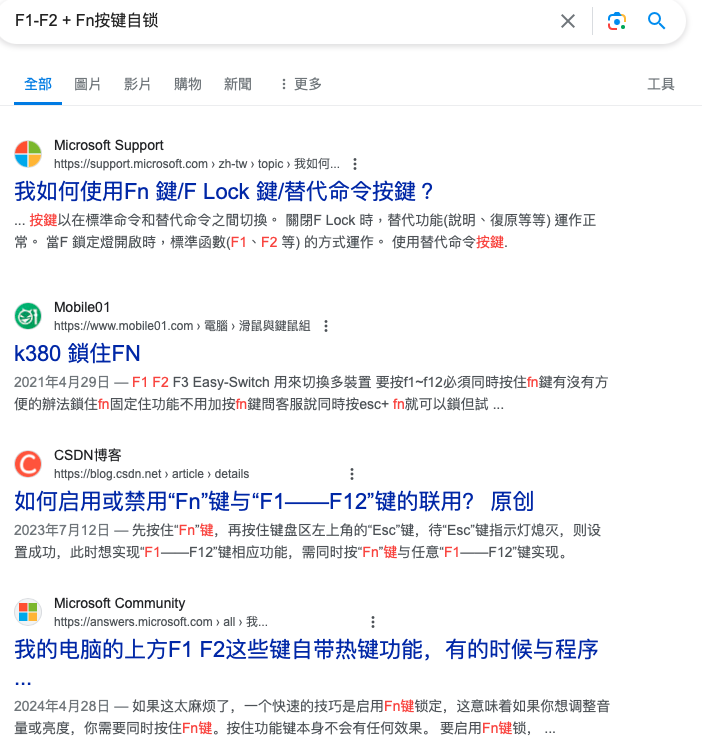 F1-F2 + Fn按键自锁
全部 圖片 影片 購物 新聞 ⋮ 更多 工具
Microsoft Support
https://support.microsoft.com › zh-tw › topic › 我如何...
我如何使用Fn 鍵/F Lock 鍵/替代命令按鍵？
... 按鍵以在標準命令和替代命令之間切換。 關閉F Lock 時，替代功能(說明、復原等等) 運作正
常。 當F 鎖定燈開啟時，標準函數(F1、F2 等) 的方式運作。 使用替代命令按鍵.
Mobile01
https://www.mobile01.com › 電腦 › 滑鼠與鍵鼠組
k380 鎖住FN
2021年4月29日 — F1 F2 F3 Easy-Switch 用來切換多裝置 要按f1~f12必須同時按住fn鍵有沒有方
便的辦法鎖住fn固定住功能不用加按fn鍵問客服說同時按esc+ fn就可以鎖但試 ...
CSDN博客
https://blog.csdn.net › article › details
如何启用或禁用“Fn”键与“F1——F12”键的联用？ 原创
2023年7月12日 — 先按住“Fn”键，再按住键盘区左上角的“Esc”键，待“Esc”键指示灯熄灭，则设
置成功，此时想实现“F1——F12”键相应功能，需同时按“Fn”键与任意“F1——F12”键实现。
Microsoft Community
https://answers.microsoft.com › all › 我...
我的电脑的上方F1 F2这些键自带热键功能，有的时候与程序
...
2024年4月28日 — 如果这太麻烦了，一个快速的技巧是启用Fn键锁定，这意味着如果你想调整音
量或亮度，你需要同时按住Fn键。按住功能键本身不会有任何效果。 要启用Fn键锁， ...